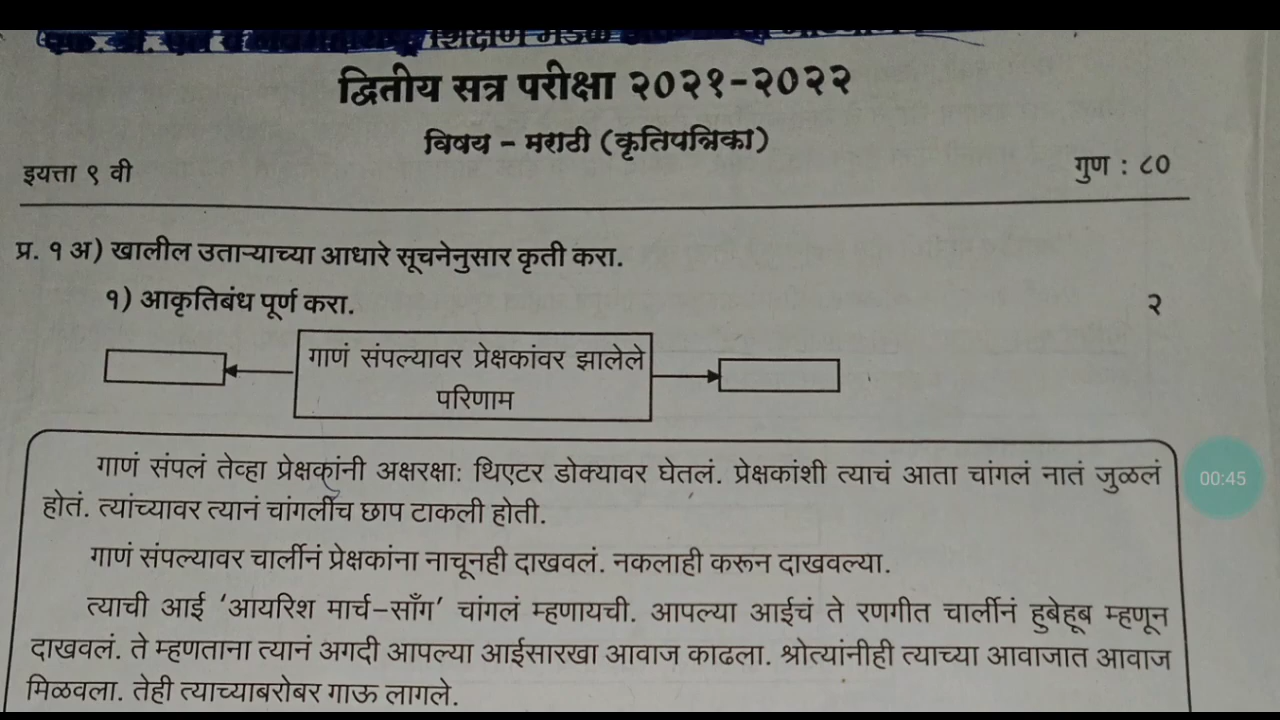 शिक्षण मंडळ
द्वितीय सत्र परीक्षा २०२१-२०२२
विषय - मराठी (कृतिपत्रिका)
इयत्ता ९ वी
गुण : ८०
प्र. १ अ) खालील उताऱ्याच्या आधारे सूचनेनुसार कृती करा.
१) आकृतिबंध पूर्ण करा.
२
गाणं संपल्यावर प्रेक्षकांवर झालेले
परिणाम
गाणं संपलं तेव्हा प्रेक्षकांनी अक्षरक्षा: थिएटर डोक्यावर घेतलं. प्रेक्षकांशी त्याचं आता चांगलं नातं जुळलं
होतं. त्यांच्यावर त्यानं चांगलीच छाप टाकली होती.
गाणं संपल्यावर चार्लीनं प्रेक्षकांना नाचूनही दाखवलं. नकलाही करून दाखवल्या.
त्याची आई 'आयरिश मार्च-साँग' चांगलं म्हणायची. आपल्या आईचं ते रणगीत चार्लीनं हुबेहूब म्हणून
दाखवलं. ते म्हणताना त्यानं अगदी आपल्या आईसारखा आवाज काढला. श्रोत्यांनीही त्याच्या आवाजात आवाज
मिळवला. तेही त्याच्याबरोबर गाऊ लागले.
00:45